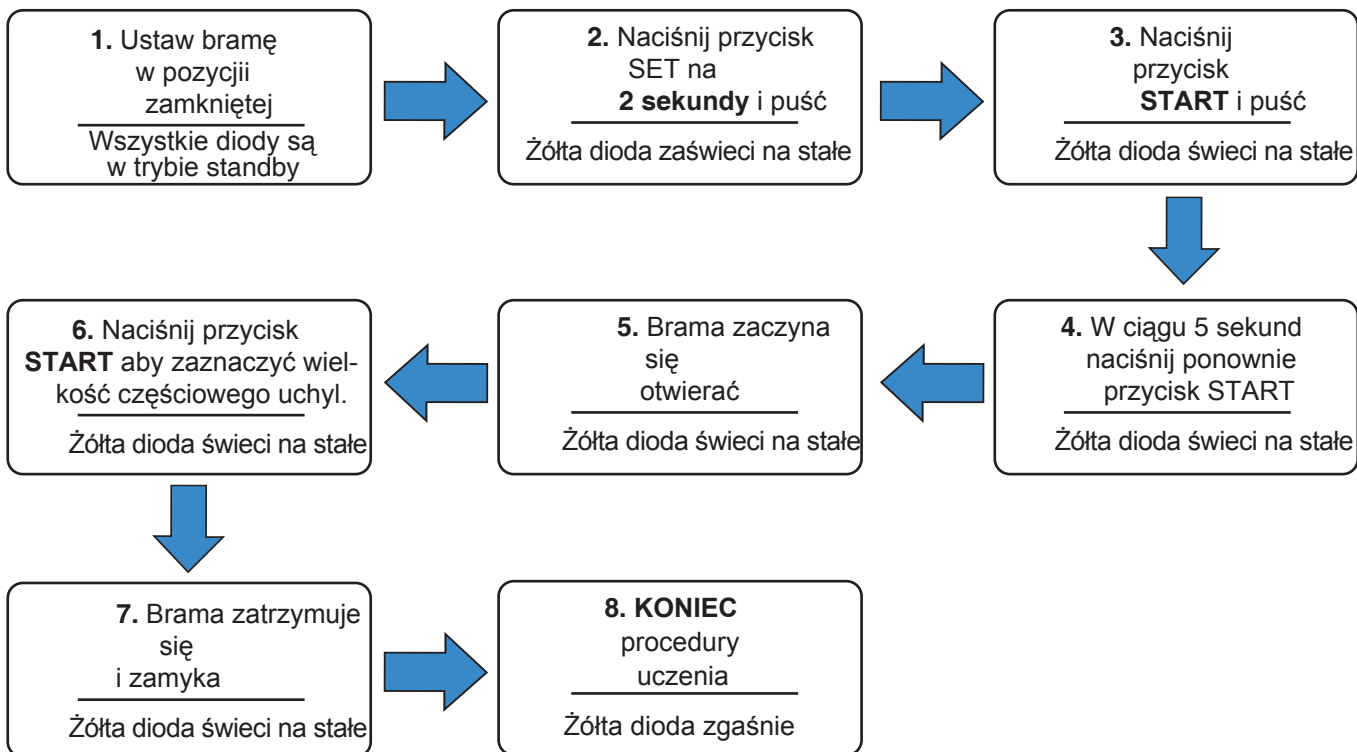 1. Ustaw bramę
w pozycjii
zamkniętej
Wszystkie diody są
w trybie standby
2. Naciśnij przycisk
SET na
2 sekundy i puść
Żółta dioda zaświeci na stałe
3. Naciśnij
przycisk
START i puść
Żółta dioda świeci na stałe
4. W ciągu 5 sekund
naciśnij ponownie
przycisk START
Żółta dioda świeci na stałe
5. Brama zaczyna
się
otwierać
Żółta dioda świeci na stałe
6. Naciśnij przycisk
START aby zaznaczyć wiel-
kość częściowego uchyl.
Żółta dioda świeci na stałe
7. Brama zatrzymuje
się
i zamyka
Żółta dioda świeci na stałe
8. KONIEC
procedury
uczenia
Żółta dioda zgaśnie